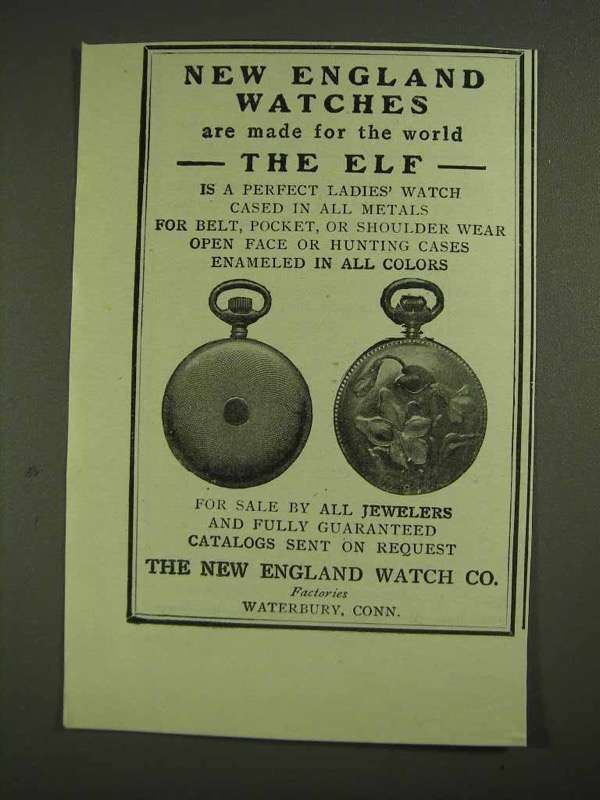 NEW ENGLAND
WATCHES
are made for the world
— THE ELF —
IS A PERFECT LADIES' WATCH
CASED IN ALL METALS
FOR BELT, POCKET, OR SHOULDER WEAR
OPEN FACE OR HUNTING CASES
ENAMELED IN ALL COLORS
FOR SALE BY ALL JEWELERS
AND FULLY GUARANTEED
CATALOGS SENT ON REQUEST
THE NEW ENGLAND WATCH CO.
Factories
WATERBURY, CONN.